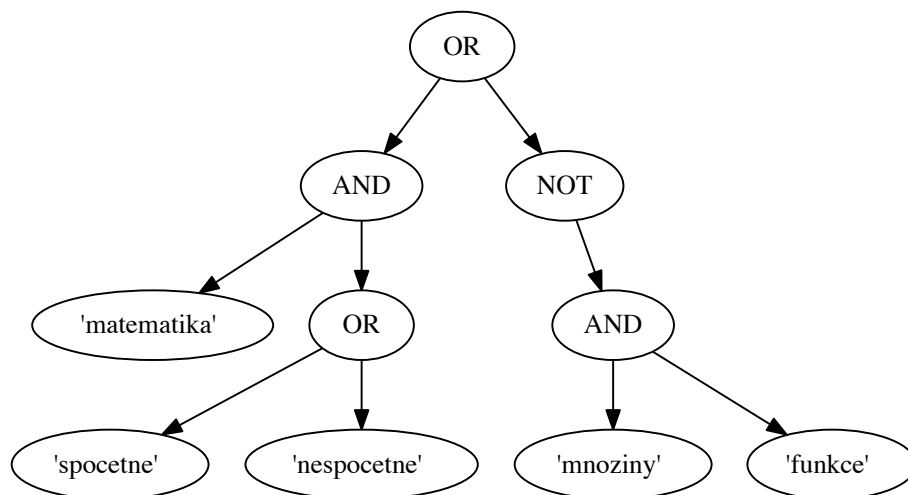 OR
AND
NOT
'matematika'
OR
AND
'spocetne'
'nespocetne'
'mnoziny'
'funkce'